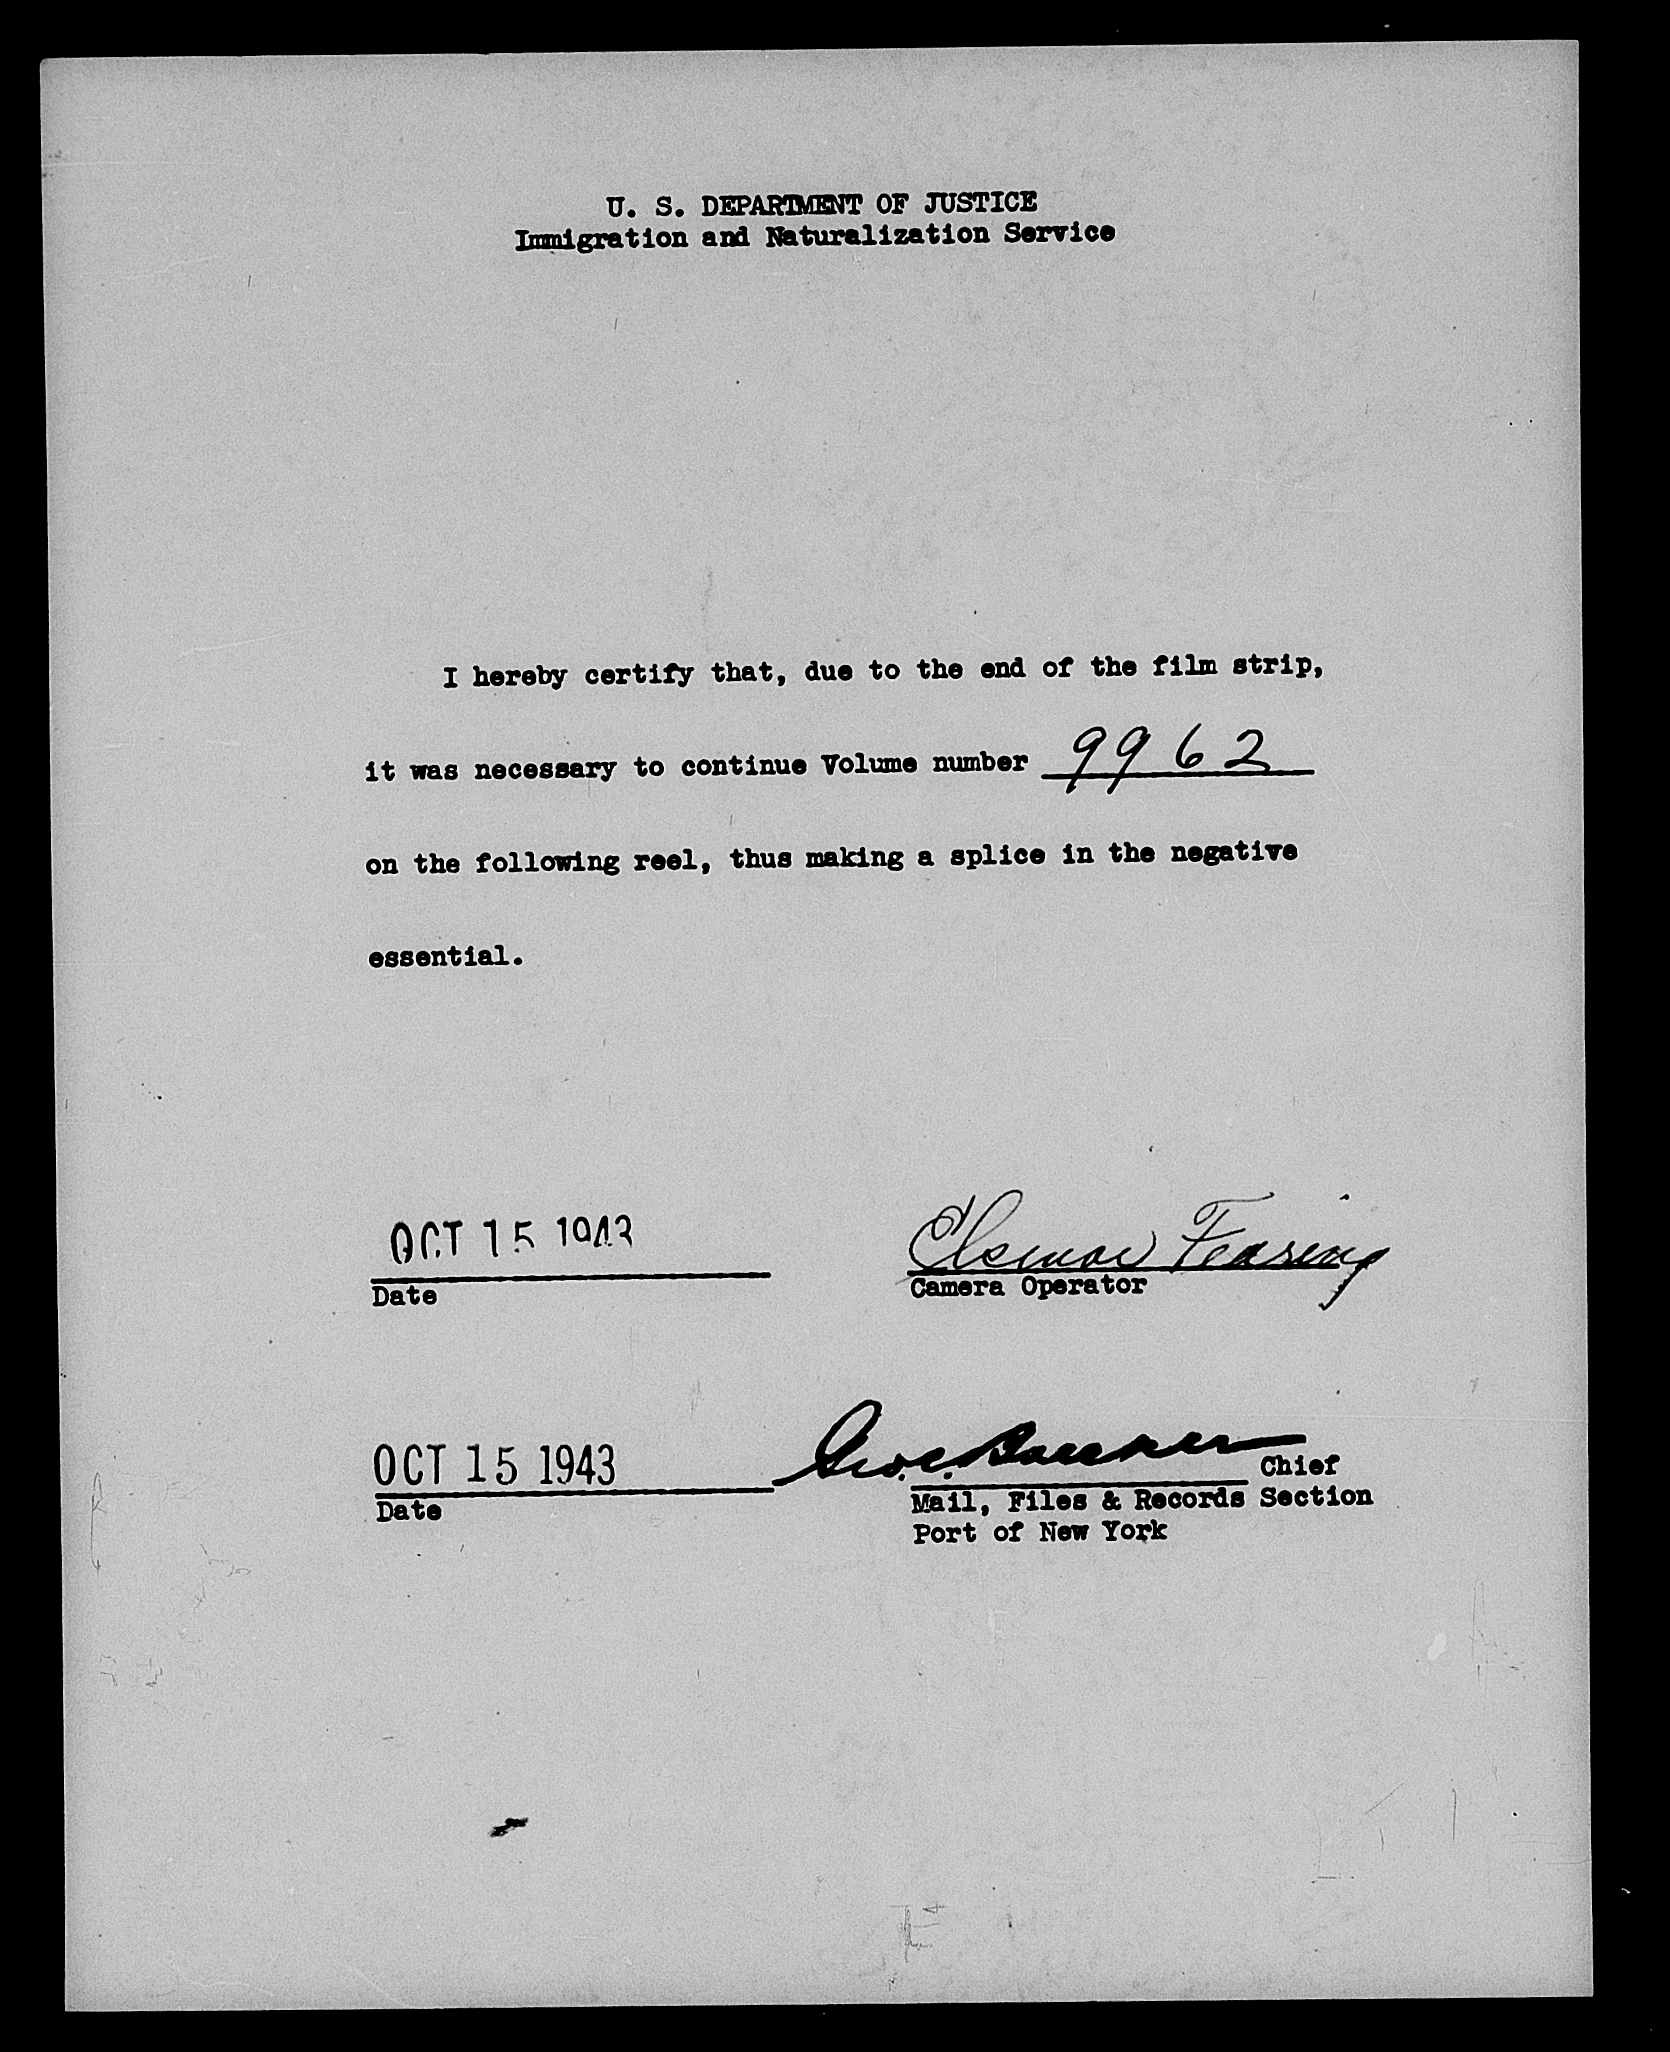 U. S. DEPARTMENT OF JUSTICE
Immigration and Naturalization Service
I hereby certify that, due to the end of the film strip,
it was necessary to continue Volume number 9962
on the following reel, thus making a splice in the negative
essential.
OCT 15 1943
Date
Camera Operator
OCT 15 1943
Date
Chief
Mail, Files & Records Section
Port of New York